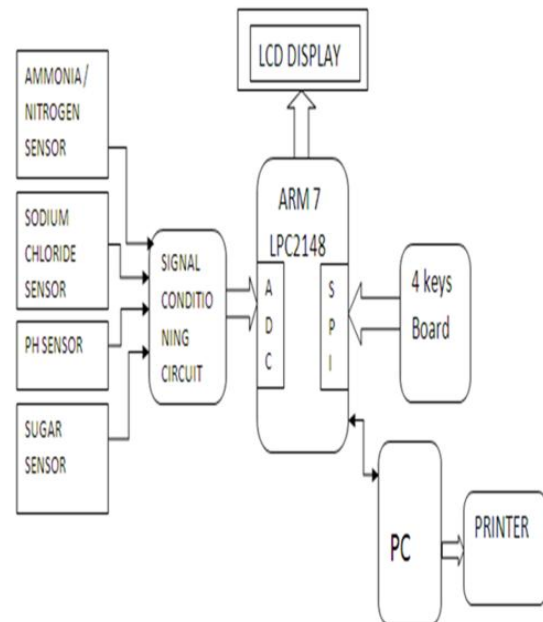 LCD DISPLAY
AMMONIA/
NITROGEN
SENSOR
SODIUM
CHLORIDE
SENSOR
PH SENSOR
SUGAR
SENSOR
SIGNAL
CONDITIO
NING
CIRCUIT
ARM 7
LPC2148
A
D
C
S
P
I
4 keys
Board
PC
PRINTER